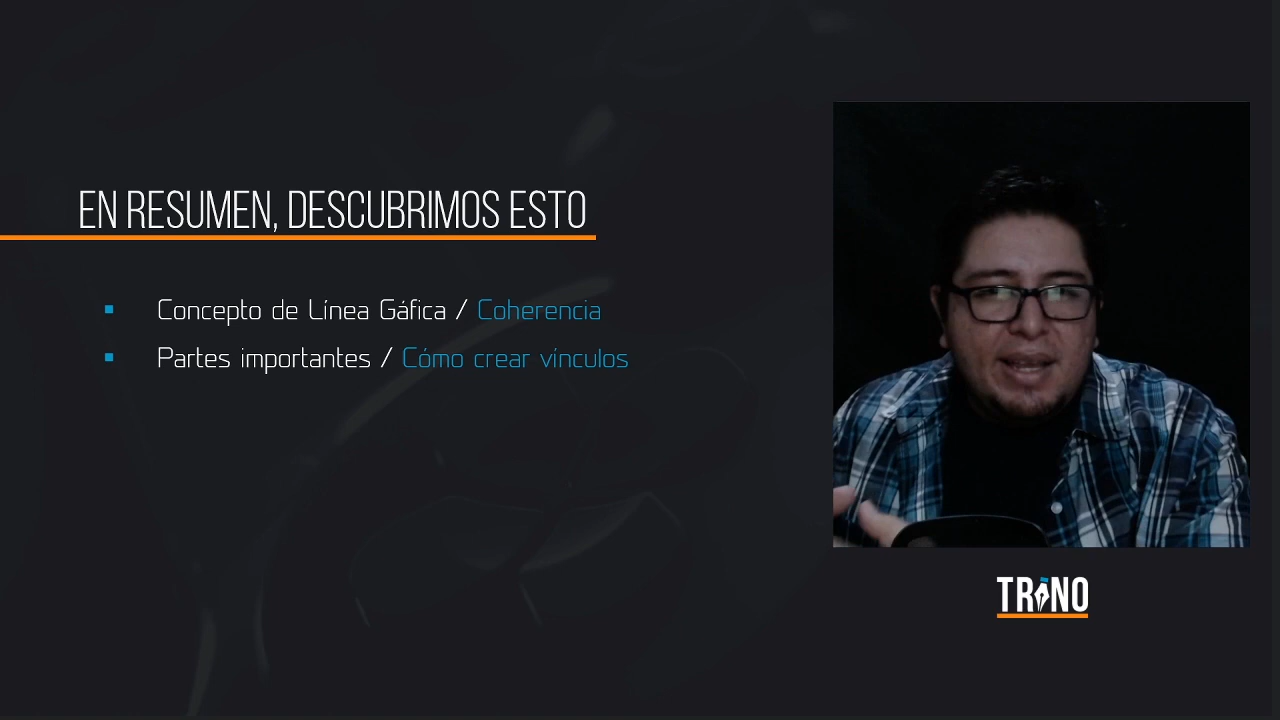 EN RESUMEN, DESCUBRIMOS ESTO
Concepto de Línea Gáfica / Coherencia
Partes importantes / Cómo crear vínculos
TRINO